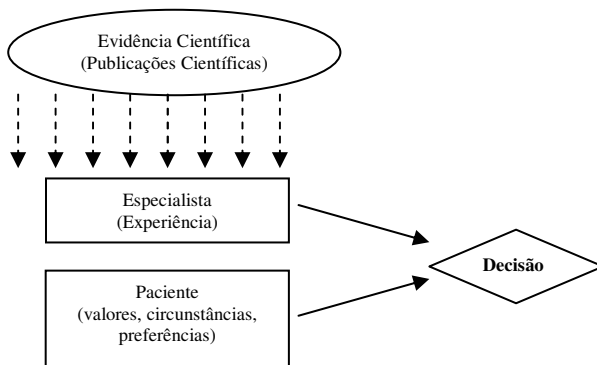 Evidência Científica
(Publicações Científicas)
Especialista
(Experiência)
Decisão
Paciente
(valores, circunstâncias,
preferências)